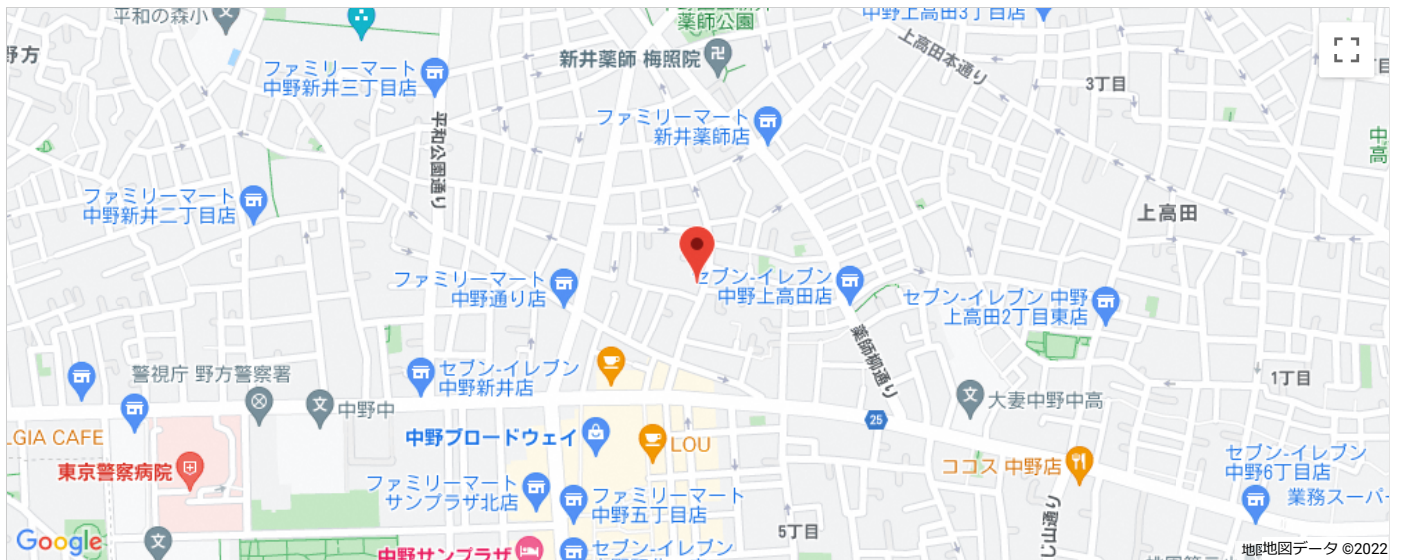 平和の森小
薬師公園
中野上高田3丁目店
野方
新井薬師 梅照院
上高田本通り
ファミリーマート
中野新井三丁目店
3丁目
ファミリーマート
新井薬師店
平和公園通り
中
高
ファミリーマート
中野新井二丁目店
上高田
ファミリーマート
中野通り店
セブン-イレブン
中野上高田店
セブン-イレブン 中野
上高田2丁目東店
薬師柳通り
警視庁 野方警察署
セブン-イレブン
中野新井店
1丁目
中野中
大妻中野中高
25
LGIA CAFE
中野ブロードウェイ
LOU
東京警察病院
ココス 中野店
セブン-イレブン
中野6丁目店
ファミリーマート
サンプラザ北店
ファミリーマート
中野五丁目店
業務スーパー
5丁目
Google
中野サンプラザ
セブン-イレブン
地図データ ©2022